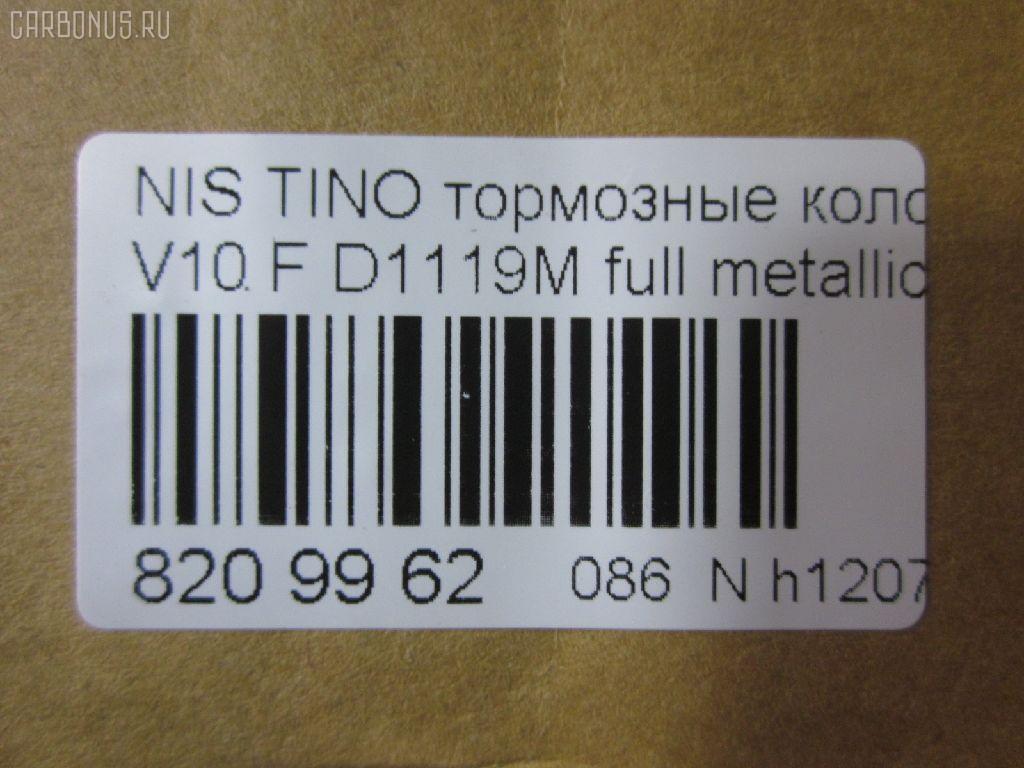 CARBONUS.RU
NIS TINO тормозные коло
V10. F D1119M full metallic
820 99 62 086 N h1207